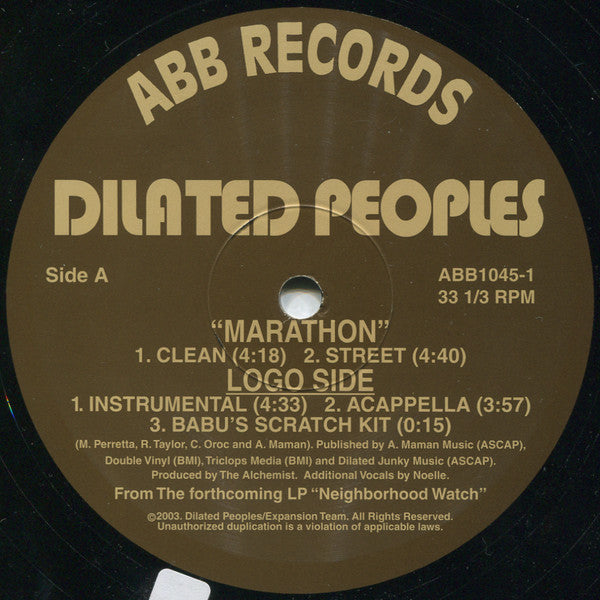 ABB RECORDS
DILATED PEOPLES
Side A
ABB1045-1
33 1/3 RPM
“MARATHON”
1. CLEAN (4:18) 2. STREET (4:40)
LOGO SIDE
1. INSTRUMENTAL (4:33) 2. ACAPPELLA (3:57)
3. BABU’S SCRATCH KIT (0:15)
(M. Perretta, R. Taylor, C. Oroc and A. Maman). Published by A. Maman Music (ASCAP),
Double Vinyl (BMI), Triclops Media (BMI) and Dilated Junky Music (ASCAP).
Produced by The Alchemist. Additional Vocals by Noelle.
From The forthcoming LP “Neighborhood Watch”
©2003. Dilated Peoples/Expansion Team. All Rights Reserved.
Unauthorized duplication is a violation of applicable laws.